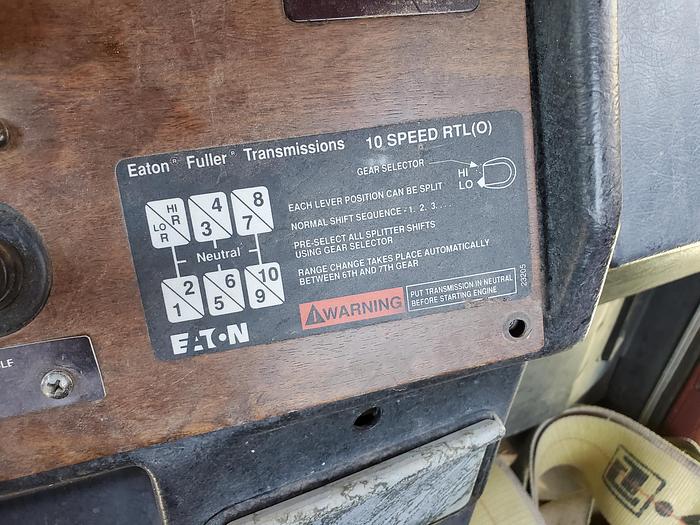 Eaton® Fuller® Transmissions 10 SPEED RTL(O)
GEAR SELECTOR
HI
LO
HI R
LO R
4
3
8
7
Neutral
2
1
6
5
10
9
EACH LEVER POSITION CAN BE SPLIT
NORMAL SHIFT SEQUENCE - 1, 2, 3, . . .
PRE-SELECT ALL SPLITTER SHIFTS
USING GEAR SELECTOR
RANGE CHANGE TAKES PLACE AUTOMATICALLY
BETWEEN 6TH AND 7TH GEAR
WARNING
PUT TRANSMISSION IN NEUTRAL
BEFORE STARTING ENGINE
23205
EATON
LE